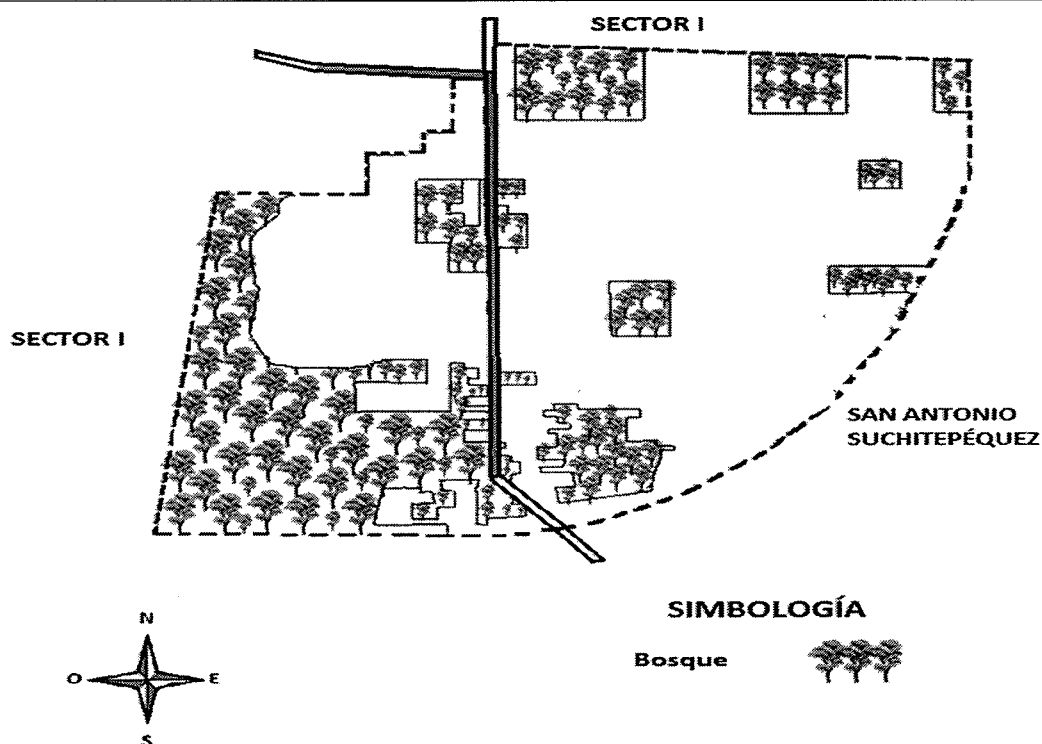 SECTOR I
SECTOR I
SAN ANTONIO
SUCHITEPÉQUEZ
SIMBOLOGÍA
Bosque
N
O
E
S